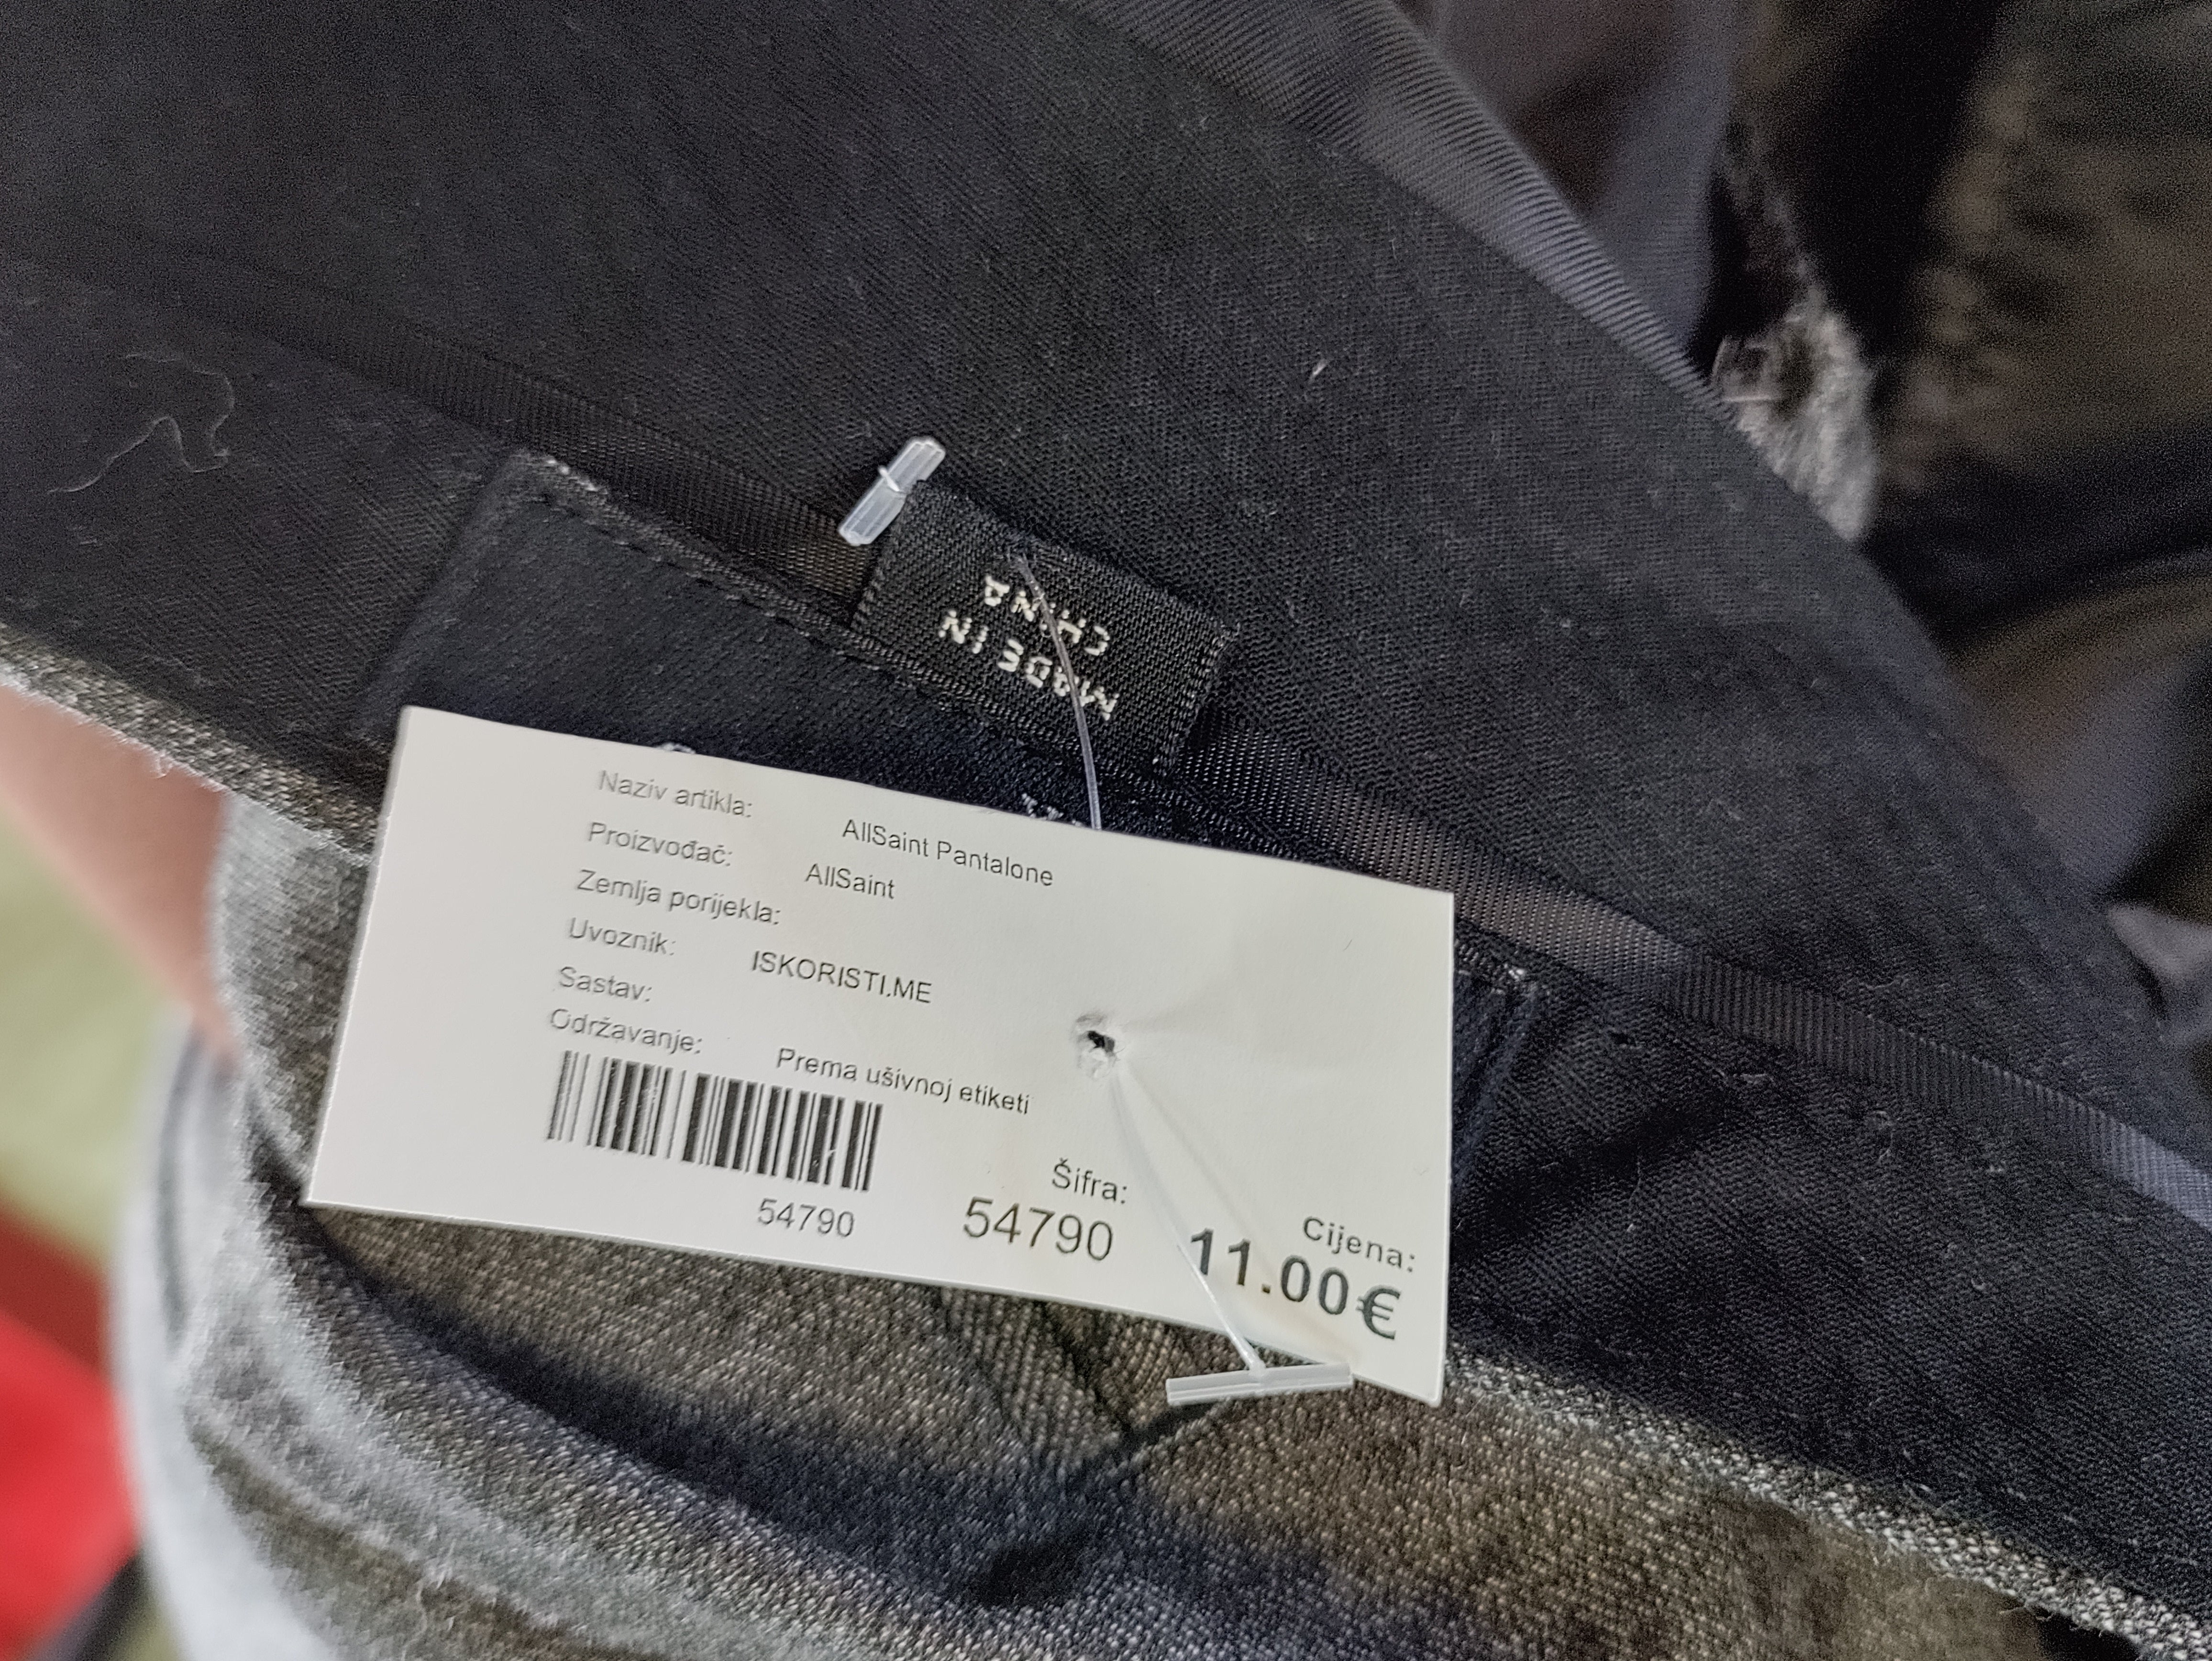 MADE IN
CHINA
Naziv artikla: AllSaint Pantalone
Proizvođač: AllSaint
Zemlja porijekla:
Uvoznik: ISKORISTI.ME
Sastav:
Održavanje: Prema ušivnoj etiketi
54790
Šifra:
54790
Cijena:
11.00€